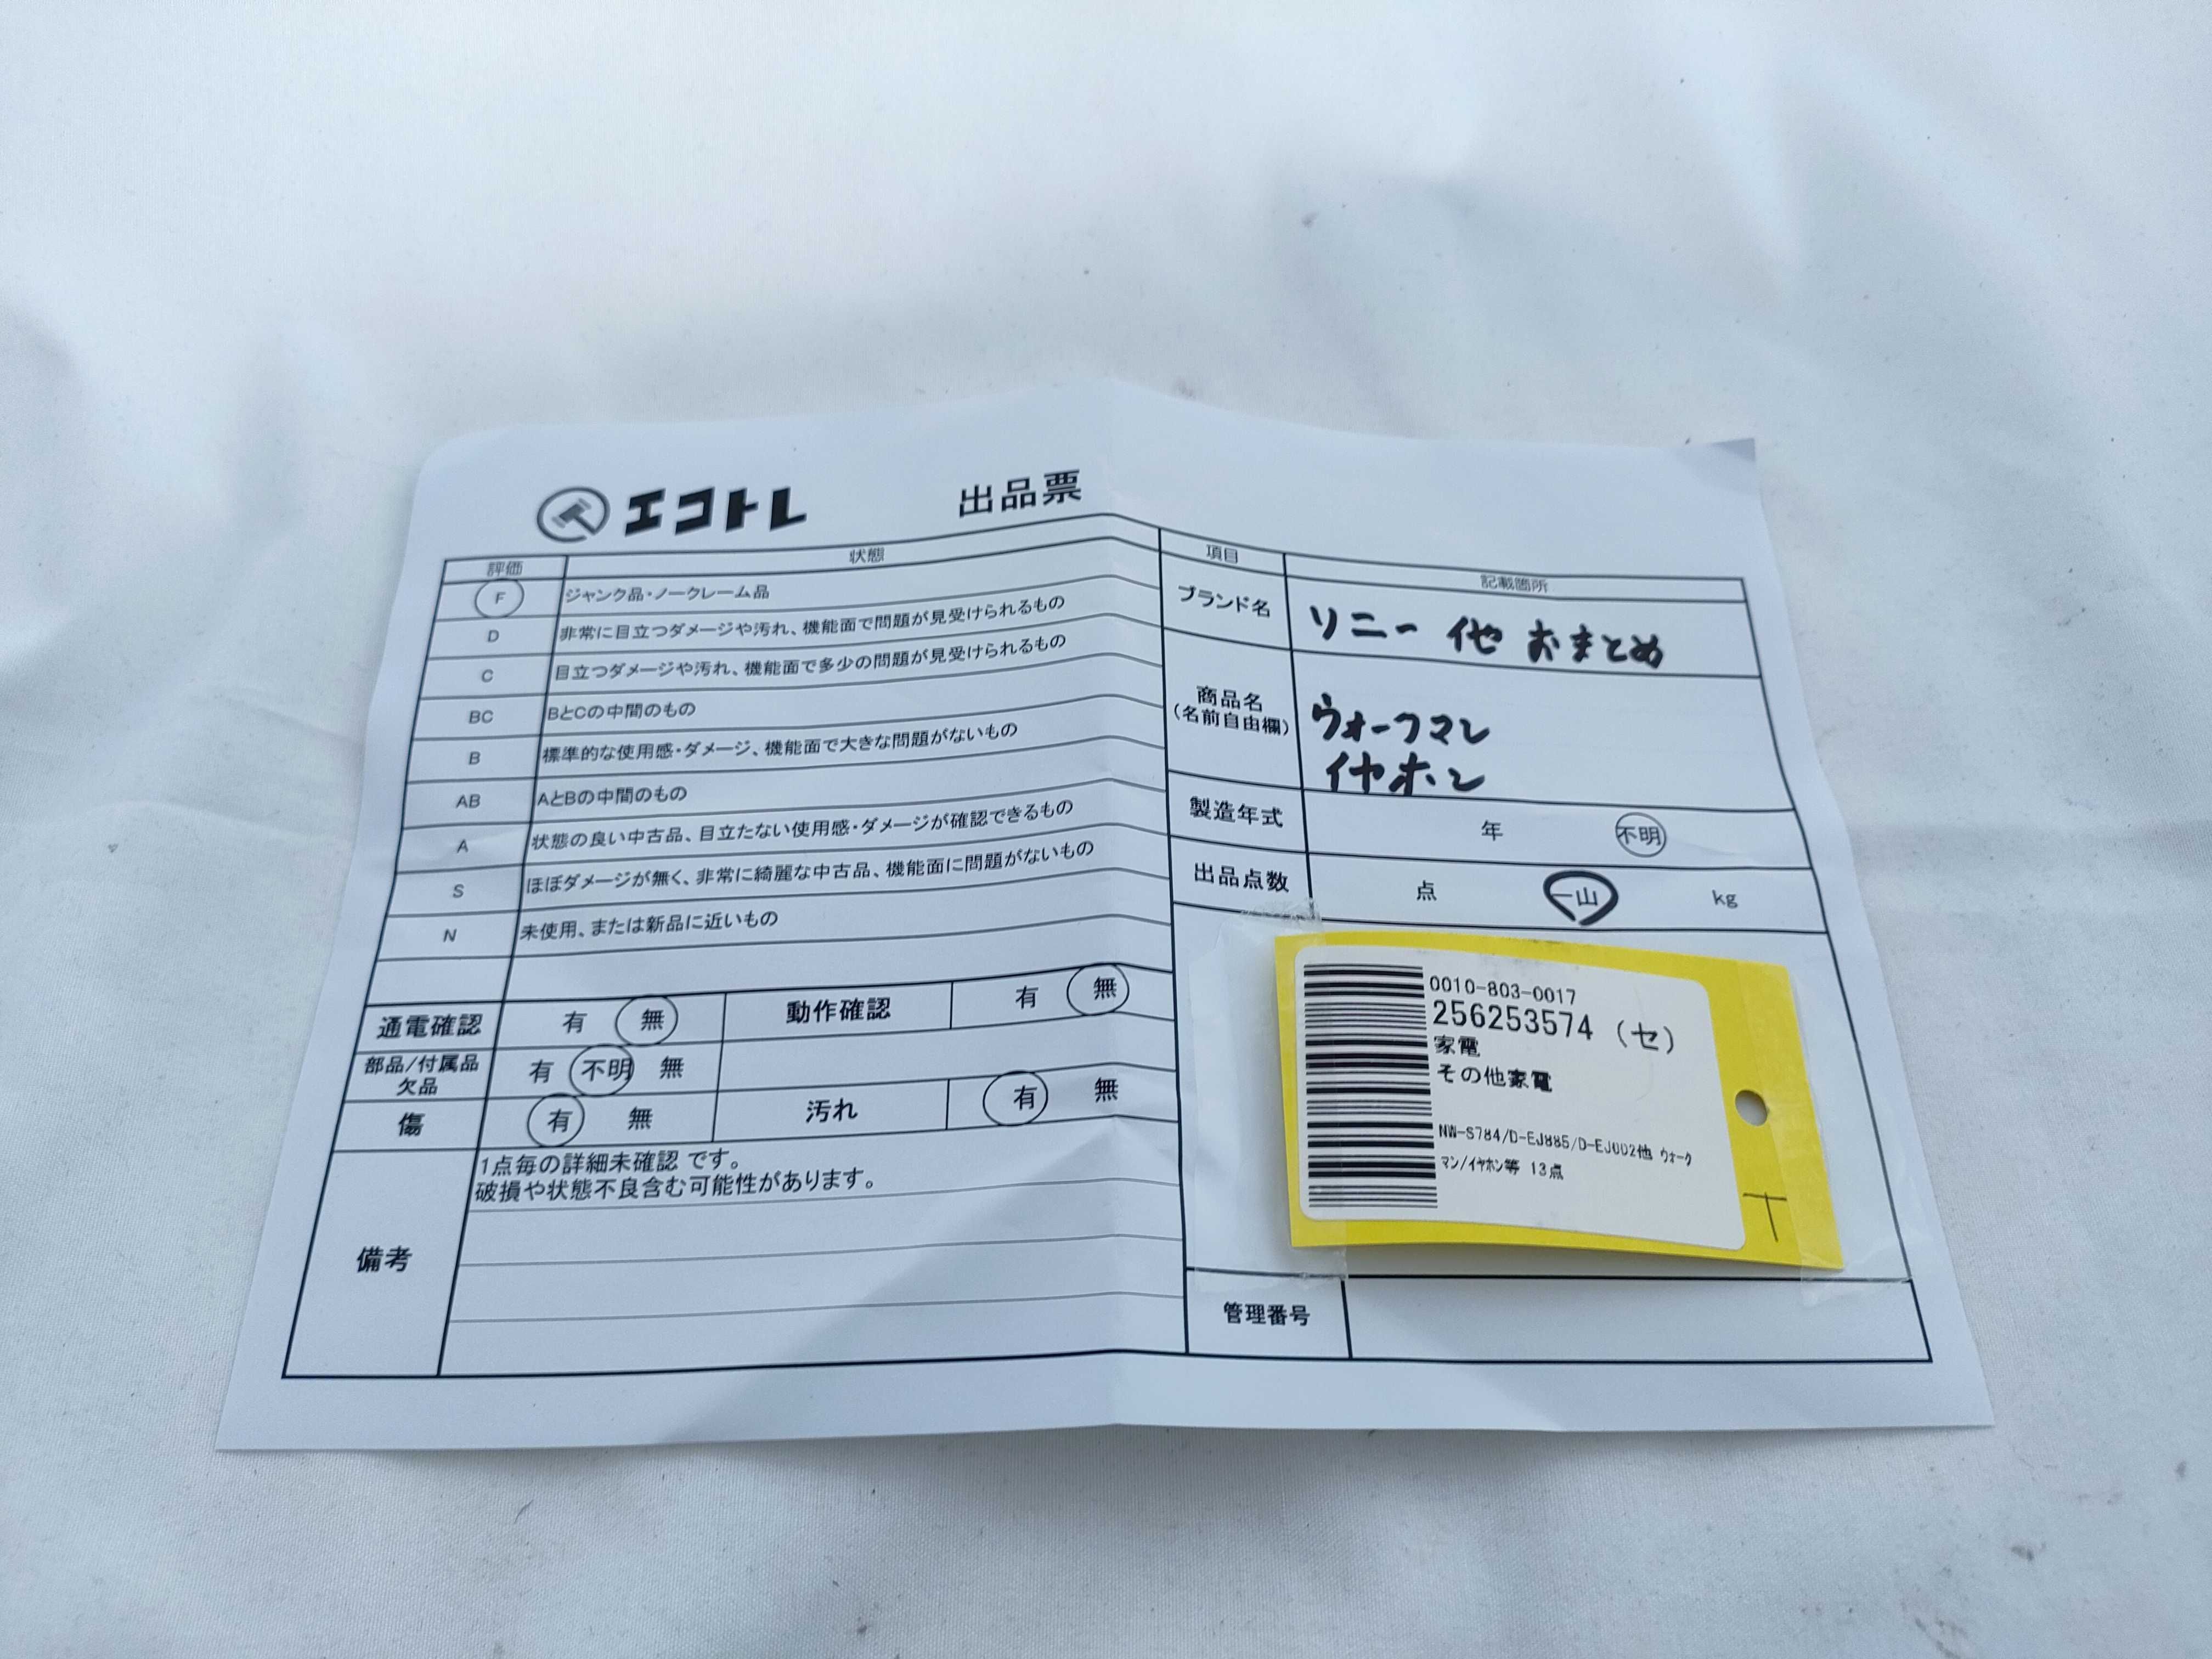 エコトレ 出品票
評価 状態
F ジャンク品・ノークレーム品
D 非常に目立つダメージや汚れ、機能面で問題が見受けられるもの
C 目立つダメージや汚れ、機能面で多少の問題が見受けられるもの
BC BとCの中間のもの
B 標準的な使用感・ダメージ、機能面で大きな問題がないもの
AB AとBの中間のもの
A 状態の良い中古品、目立たない使用感・ダメージが確認できるもの
S ほぼダメージが無く、非常に綺麗な中古品、機能面に問題がないもの
N 未使用、または新品に近いもの
通電確認 有 無 動作確認 有 無
部品/付属品
欠品 有 不明 無
傷 有 無 汚れ 有 無
備考
1点毎の詳細未確認 です。
破損や状態不良含む可能性があります。
項目 記載箇所
ブランド名 ソニー 他 おまとめ
商品名
(名前自由欄)
ウォークマン
イヤホン
製造年式 年 不明
出品点数 点 一山 kg
0010-803-0017
256253574 (セ)
家電
その他家電
NW-S784/D-EJ885/D-EJ002他 ウォーク
マン/イヤホン等 13点
T
管理番号